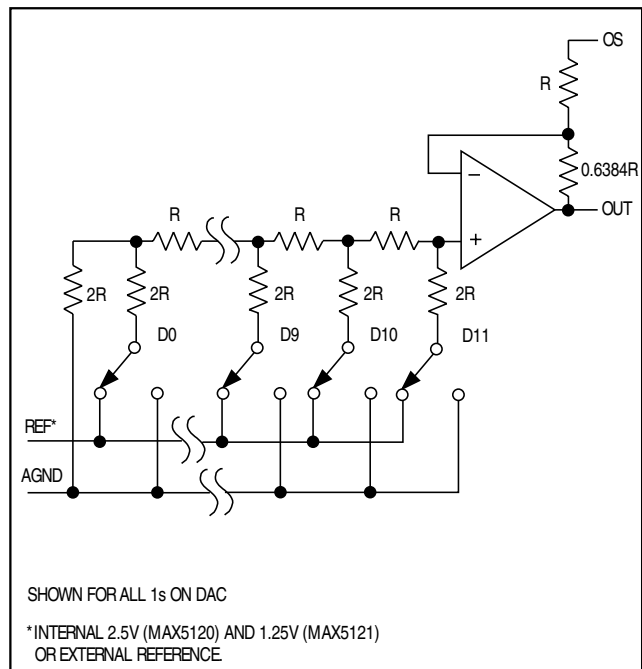 OS
R
0.6384R
−
OUT
R
R
R
+
2R
2R
2R
2R
2R
D0
D9
D10
D11
REF*
AGND
SHOWN FOR ALL 1s ON DAC
*INTERNAL 2.5V (MAX5120) AND 1.25V (MAX5121)
OR EXTERNAL REFERENCE.